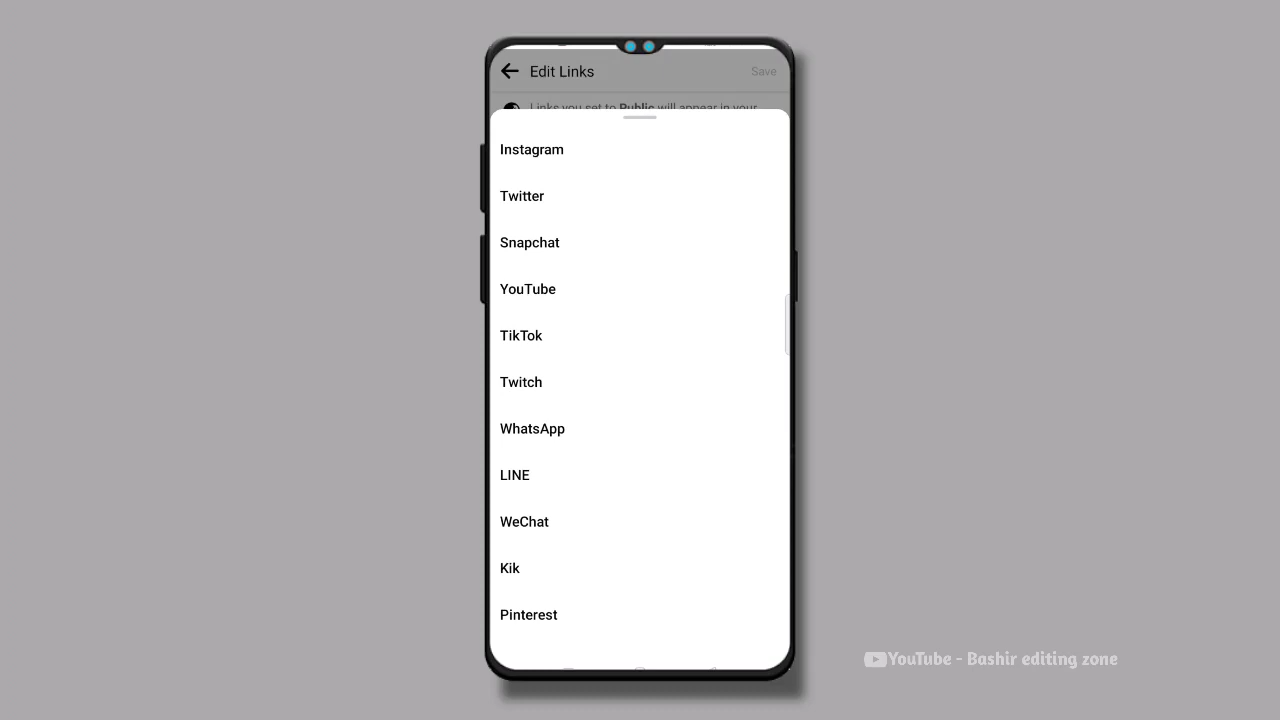 Edit Links
Save
Links you set to Public will appear in your
Instagram
Twitter
Snapchat
YouTube
TikTok
Twitch
WhatsApp
LINE
WeChat
Kik
Pinterest
YouTube - Bashir editing zone